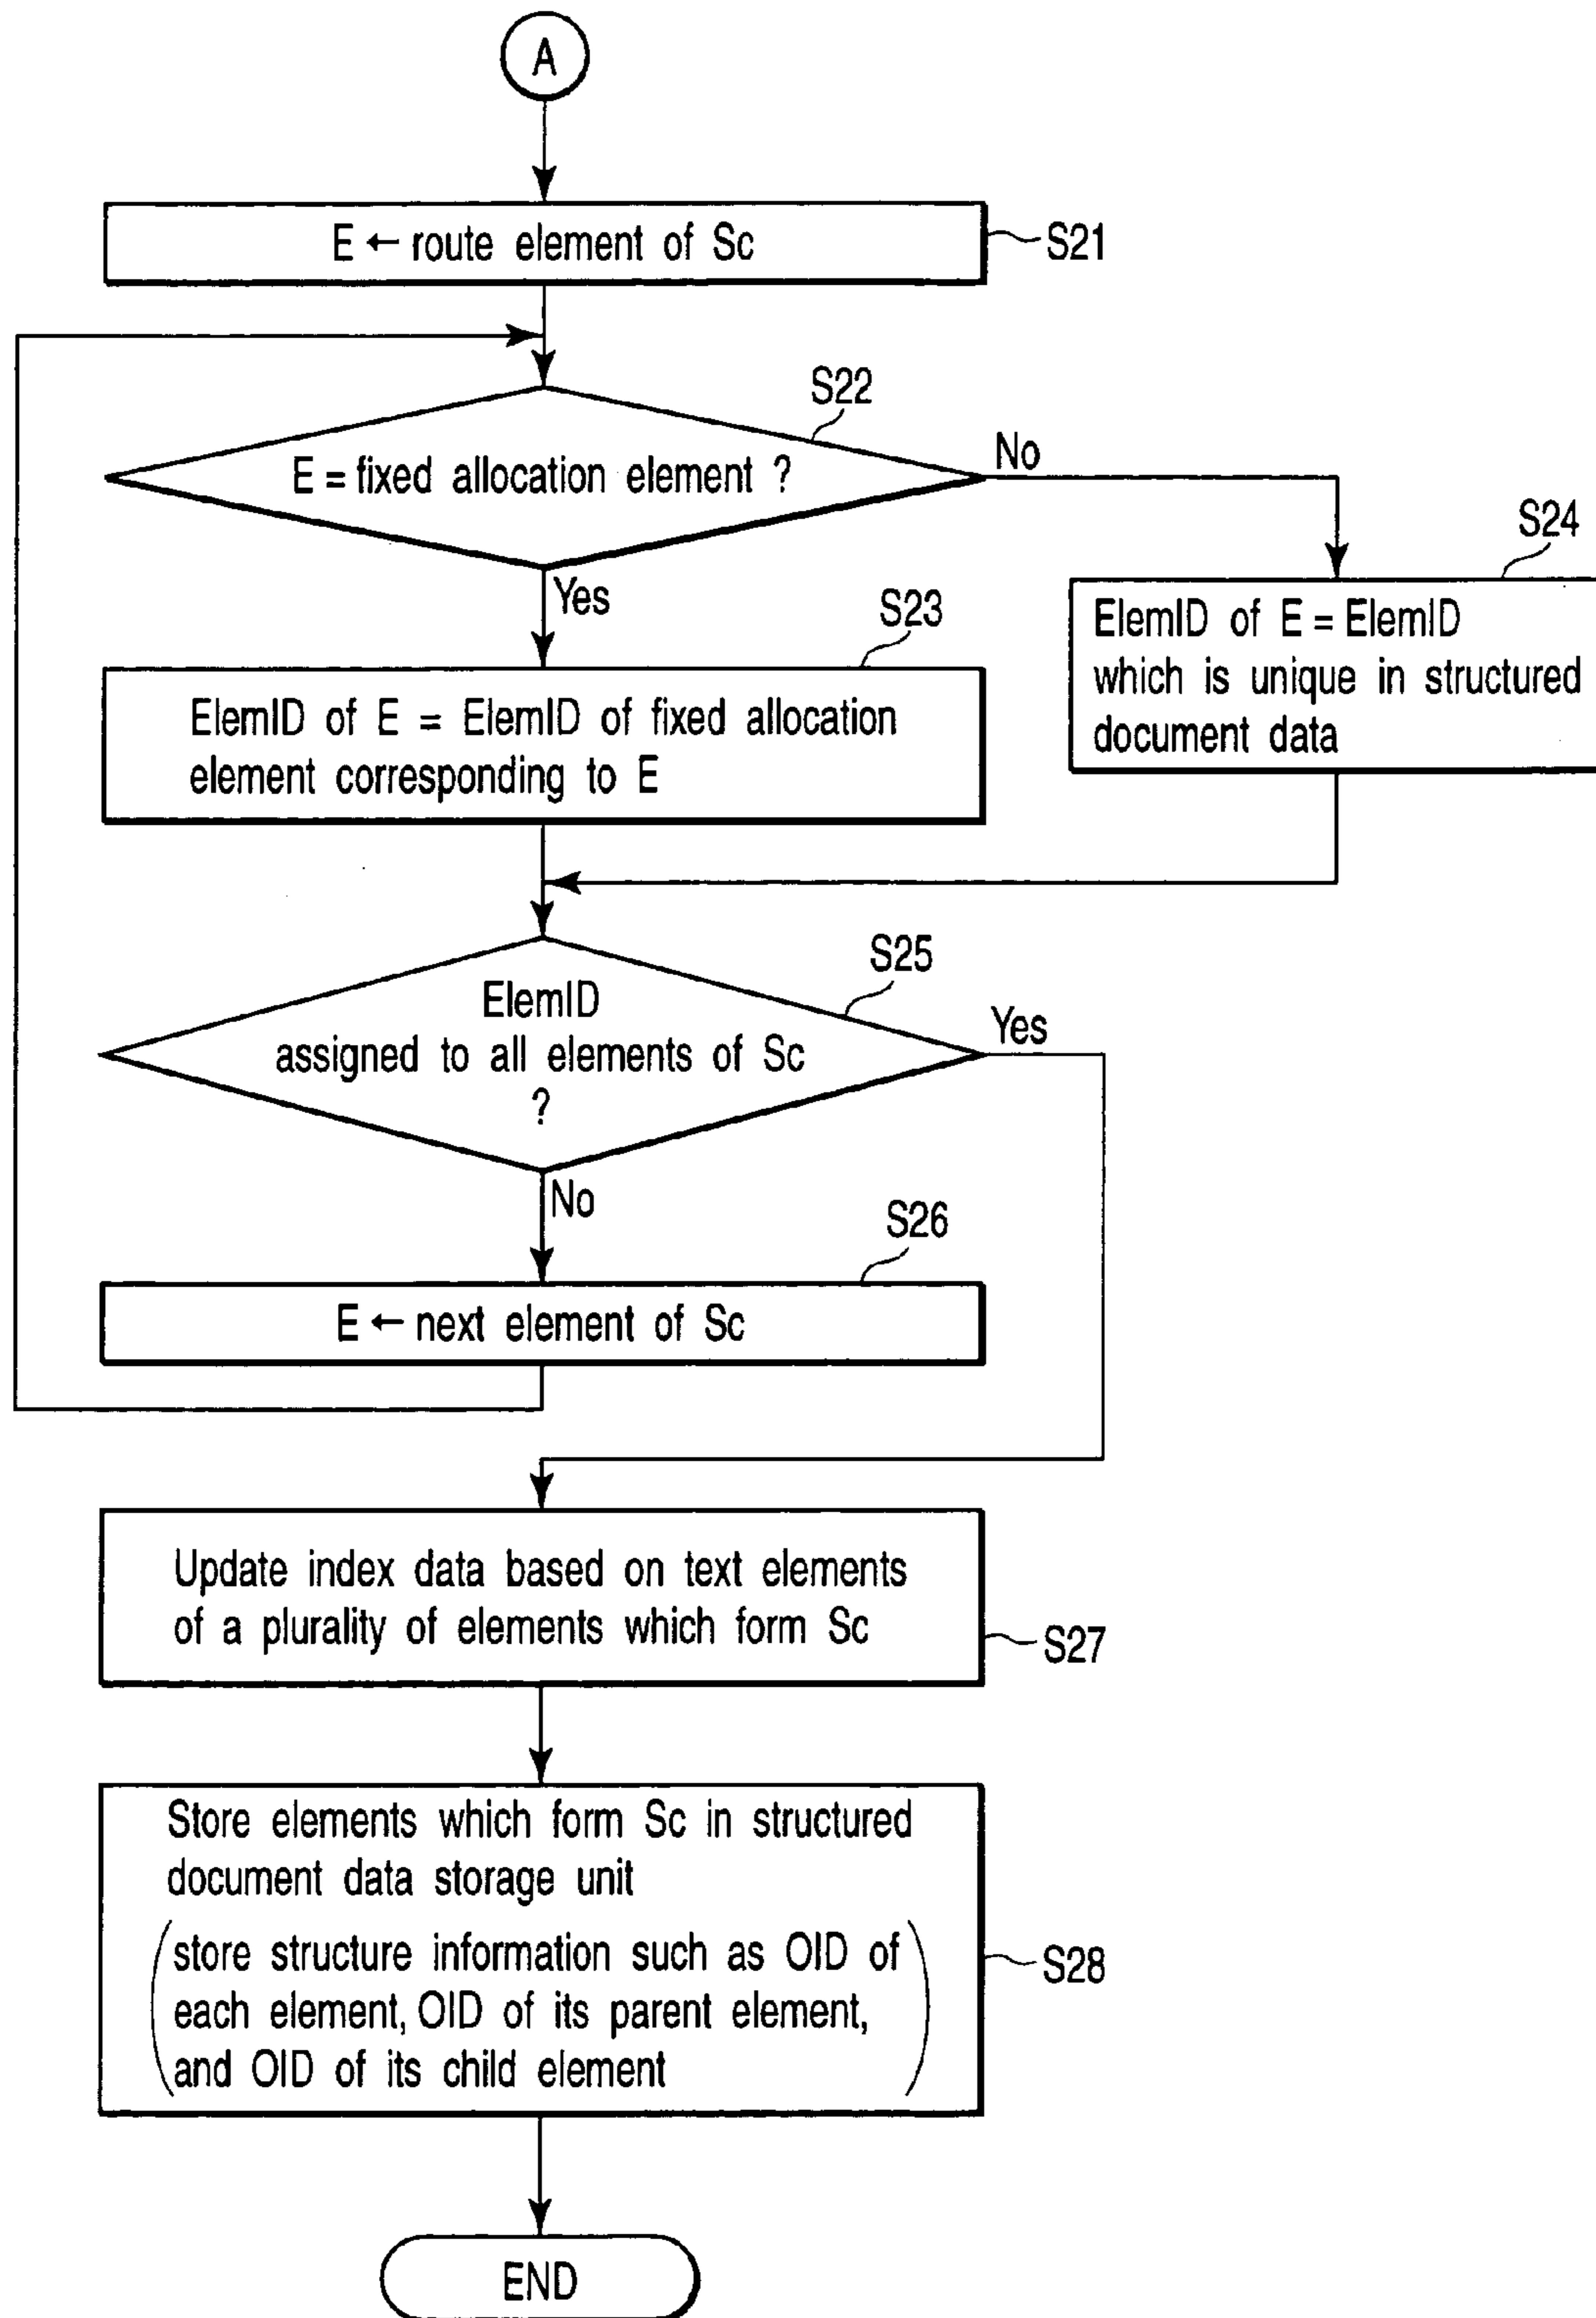 A
E ← route element of Sc
S21
S22
E = fixed allocation element ?
No
Yes
S24
ElemID of E = ElemID
which is unique in structured
document data
S23
ElemID of E = ElemID of fixed allocation
element corresponding to E
S25
ElemID
assigned to all elements of Sc
?
Yes
No
S26
E ← next element of Sc
Update index data based on text elements
of a plurality of elements which form Sc
S27
Store elements which form Sc in structured
document data storage unit
(store structure information such as OID of
each element, OID of its parent element,
and OID of its child element)
S28
END